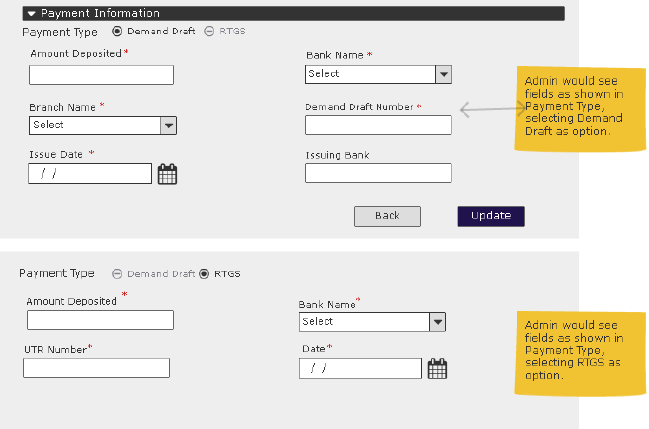 Payment Information
Payment Type Demand Draft RTGS
Amount Deposited *
Bank Name *
Select
Branch Name *
Select
Demand Draft Number *
Issue Date *
/ /
Issuing Bank
Back Update
Admin would see
fields as shown in
Payment Type,
selecting Demand
Draft as option.
Payment Type Demand Draft RTGS
Amount Deposited *
Bank Name*
Select
UTR Number*
Date*
/ /
Admin would see
fields as shown in
Payment Type,
selecting RTGS as
option.